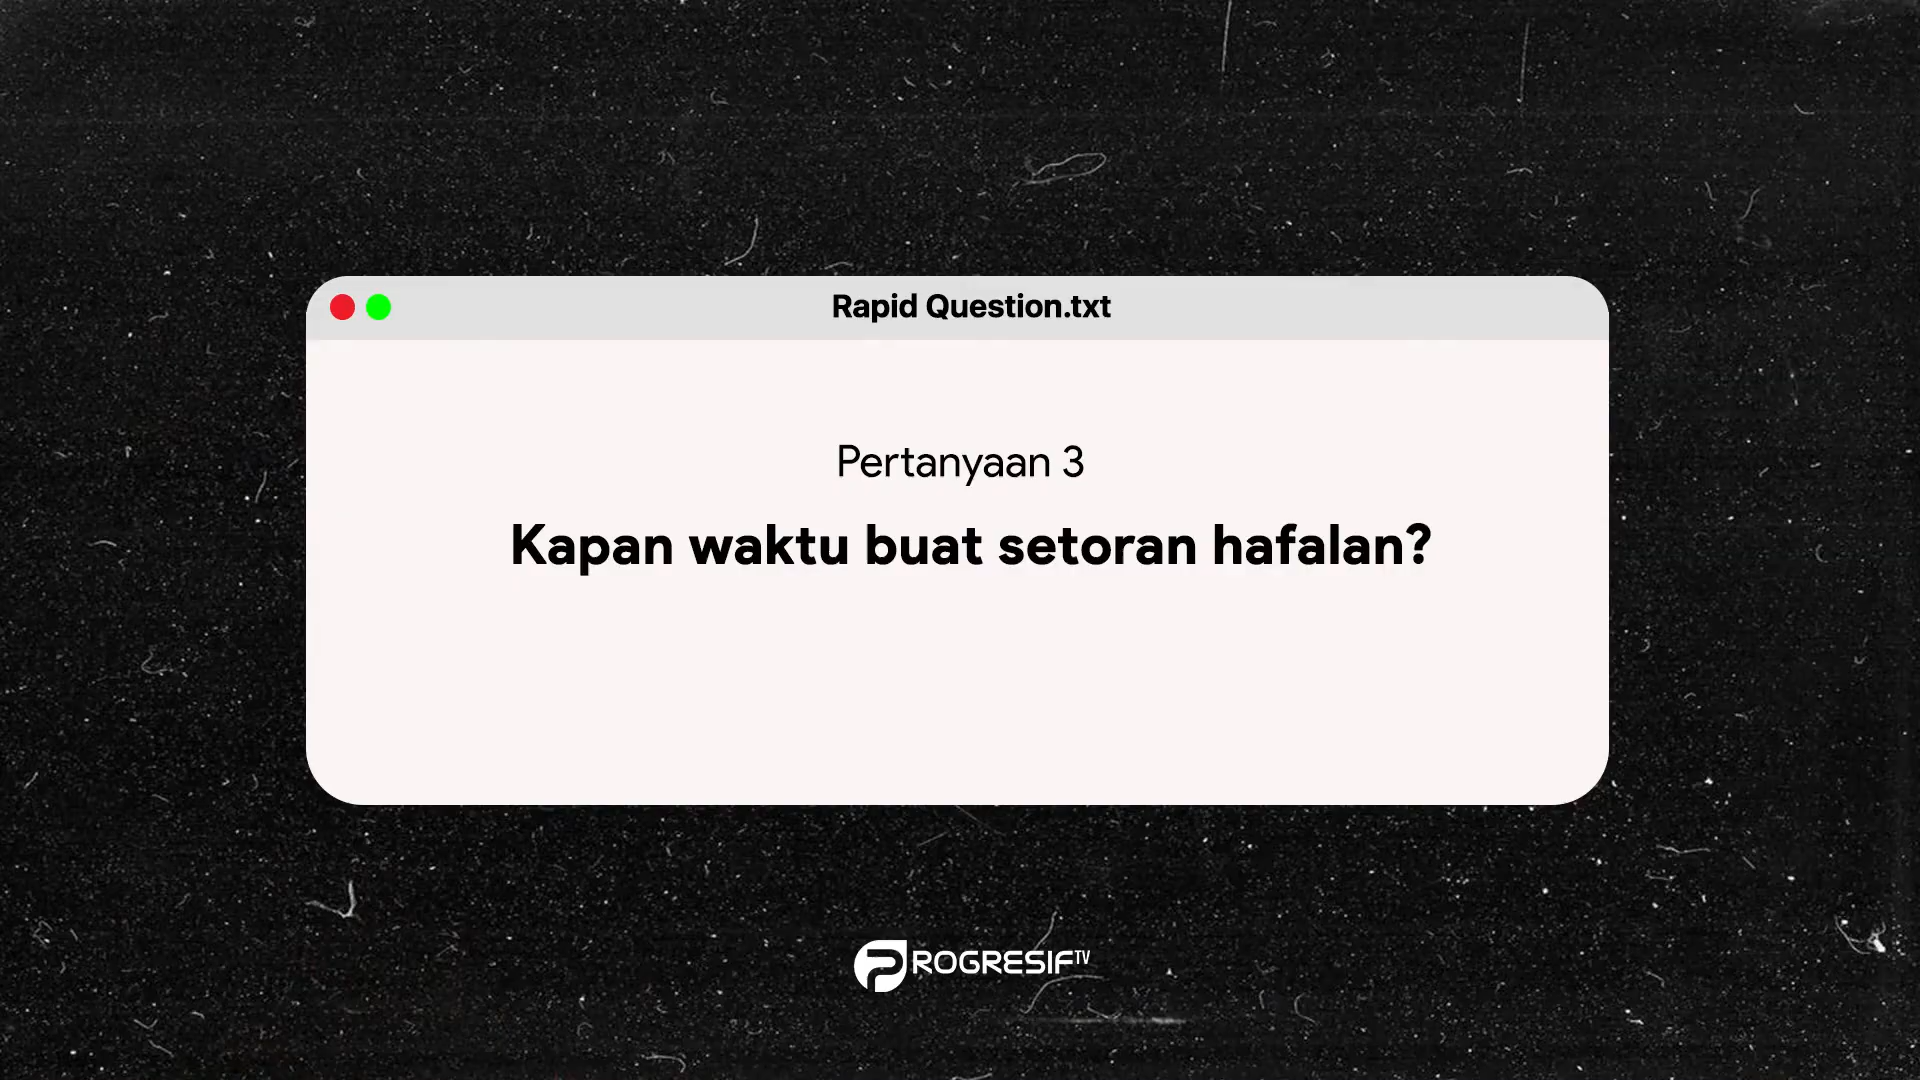 Rapid Question.txt
Pertanyaan 3
Kapan waktu buat setoran hafalan?
PROGRESIF TV